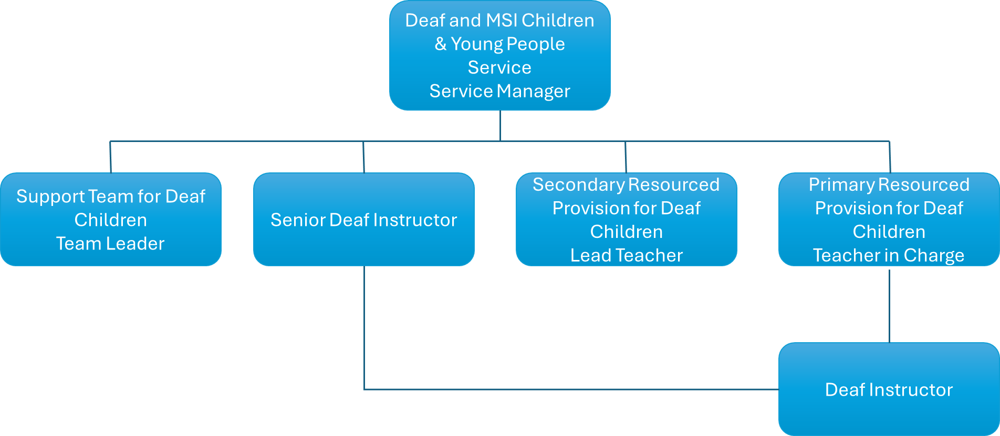 Deaf and MSI Children
& Young People
Service
Service Manager
Support Team for Deaf
Children
Team Leader
Senior Deaf Instructor
Secondary Resourced
Provision for Deaf
Children
Lead Teacher
Primary Resourced
Provision for Deaf
Children
Teacher in Charge
Deaf Instructor